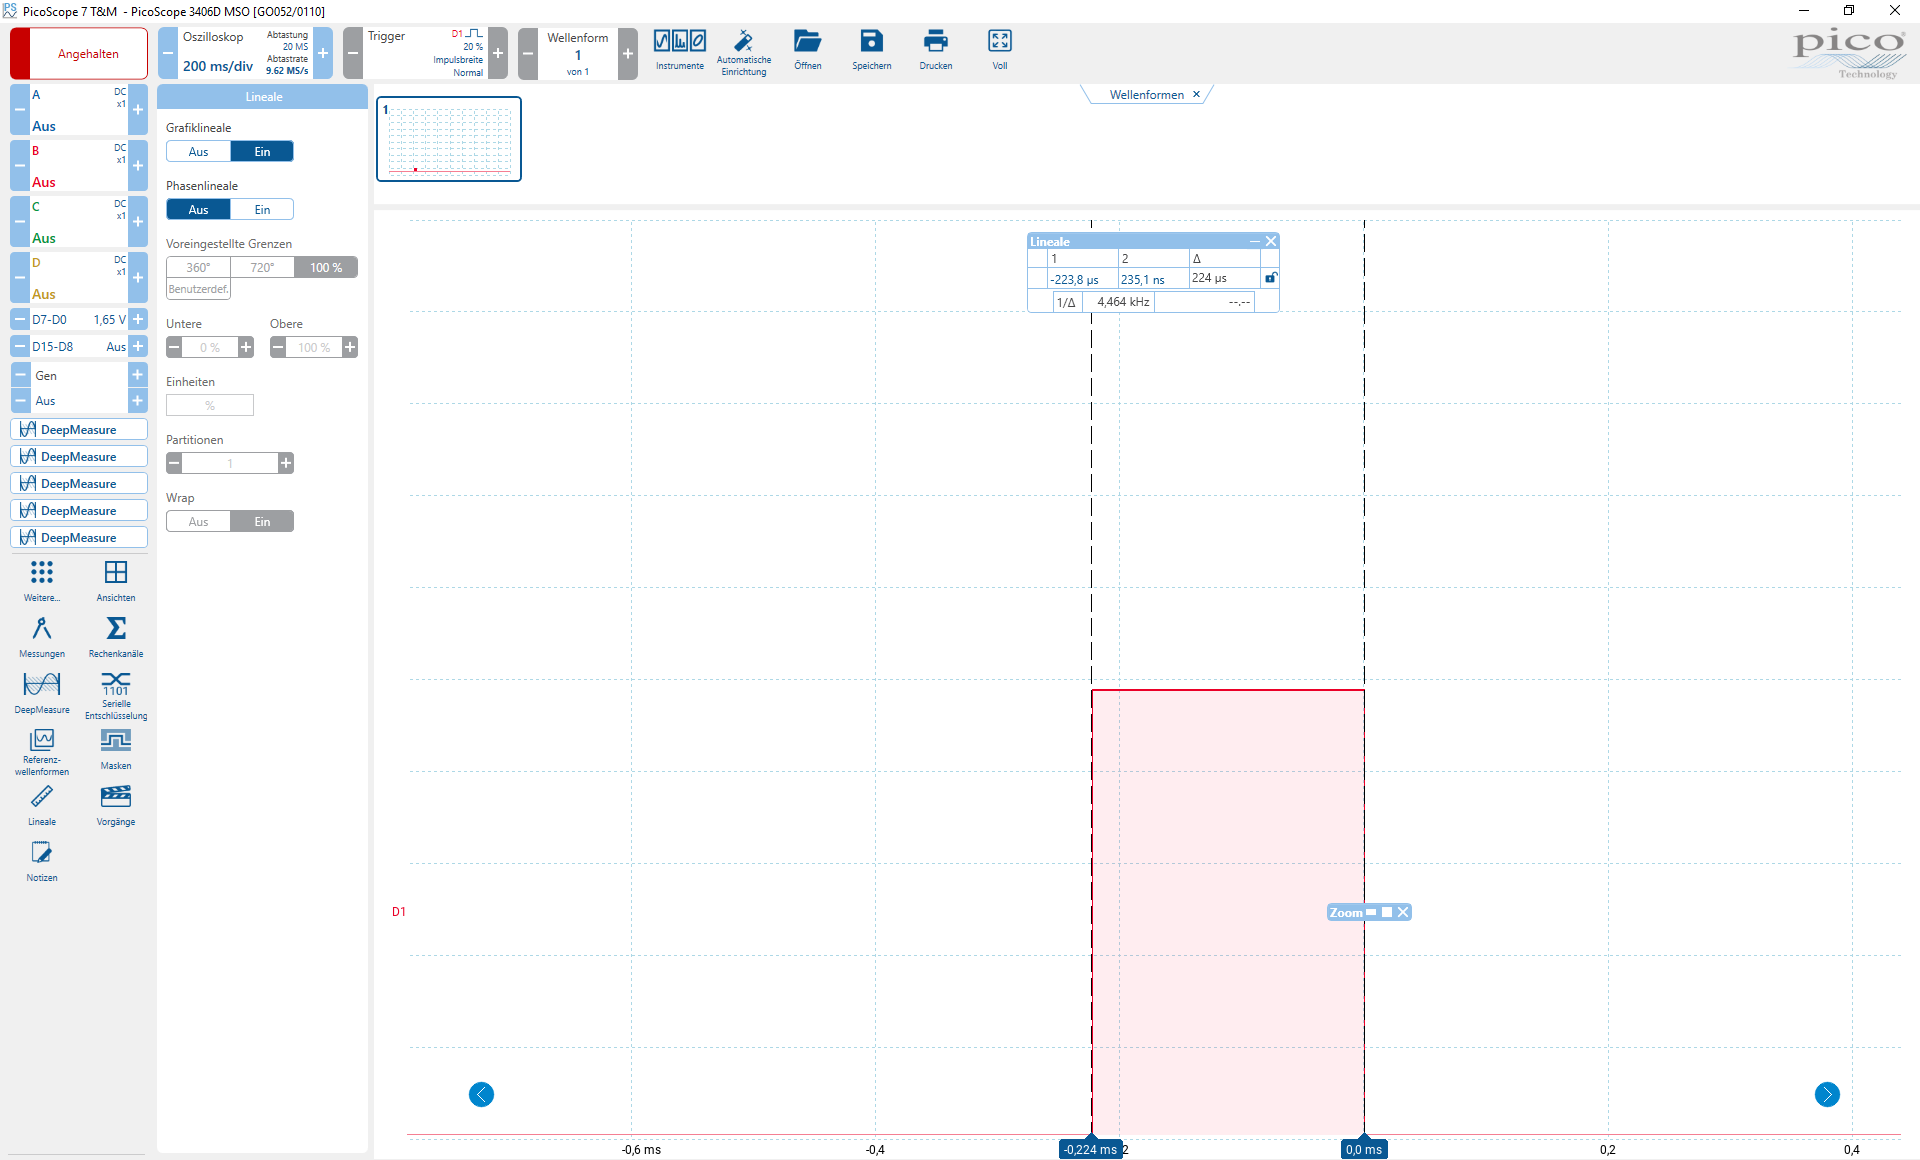 PicoScope 7 T&M - PicoScope 3406D MSO [GO052/0110]
Angehalten
Oszilloskop
200 ms/div
Abtastung
20 MS
Abtastrate
9.62 MS/s
Trigger
D1
20 %
Impulsbreite
Normal
Wellenform
1
von 1
Instrumente
Automatische
Einrichtung
Öffnen
Speichern
Drucken
Voll
pico
Technology
A
DC
x1
Aus
B
DC
x1
Aus
C
DC
x1
Aus
D
DC
x1
Aus
D7-D0 1,65 V
D15-D8 Aus
Gen
Aus
DeepMeasure
DeepMeasure
DeepMeasure
DeepMeasure
DeepMeasure
Weitere...
Ansichten
Messungen
Rechenkanäle
DeepMeasure
1101
Serielle
Entschlüsselung
Referenz-
wellenformen
Masken
Lineale
Vorgänge
Notizen
Lineale
Grafiklineale
Aus Ein
Phasenlineale
Aus Ein
Voreingestellte Grenzen
360° 720° 100 %
Benutzerdef.
Untere Obere
0 % 100 %
Einheiten
%
Partitionen
1
Wrap
Aus Ein
1
Wellenformen
Lineale
1 2 Δ
-223,8 µs 235,1 ns 224 µs
1/Δ 4,464 kHz --,--
D1
Zoom
-0,6 ms -0,4 -0,224 ms 2 0,0 ms 0,2 0,4